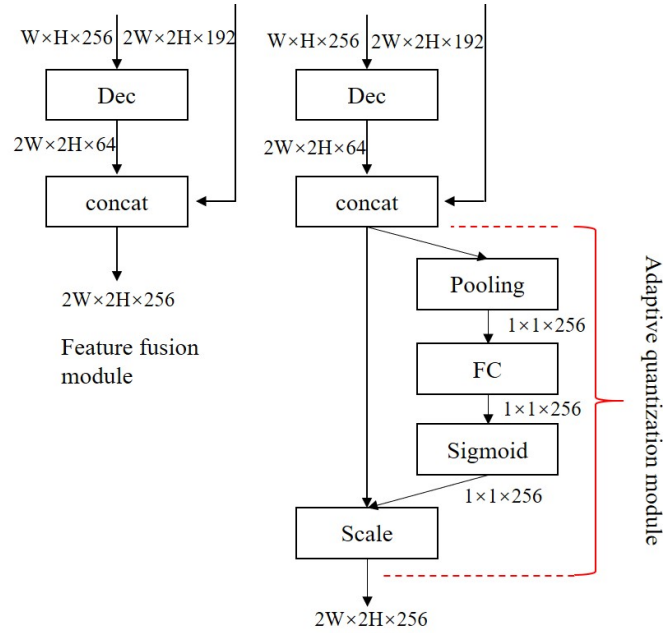 W×H×256
2W×2H×192
Dec
2W×2H×64
concat
2W×2H×256
Feature fusion
module
W×H×256
2W×2H×192
Dec
2W×2H×64
concat
Pooling
1×1×256
FC
1×1×256
Sigmoid
1×1×256
Scale
2W×2H×256
Adaptive quantization module